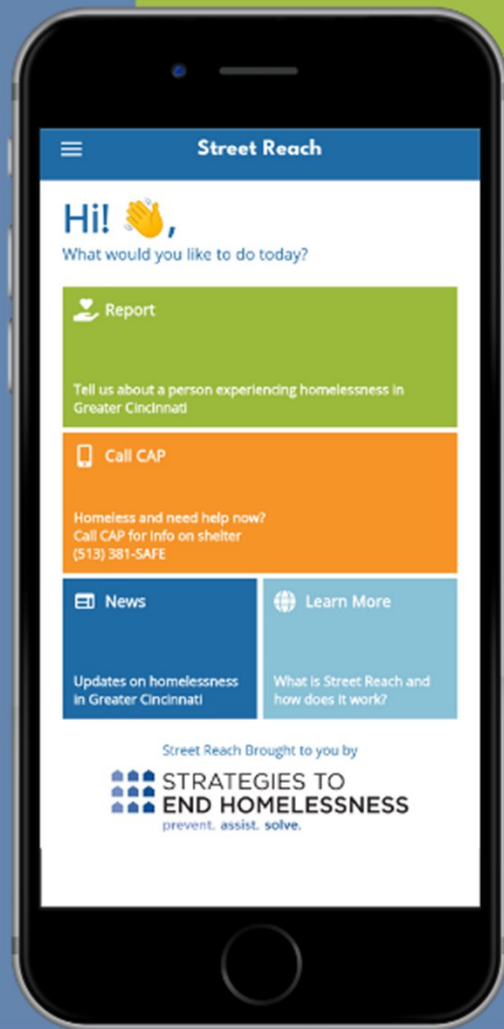 Street Reach
Hi! 👋,
What would you like to do today?
Report
Tell us about a person experiencing homelessness in
Greater Cincinnati
Call CAP
Homeless and need help now?
Call CAP for info on shelter
(513) 381-SAFE
News
Updates on homelessness
in Greater Cincinnati
Learn More
What is Street Reach and
how does it work?
Street Reach Brought to you by
STRATEGIES TO
END HOMELESSNESS
prevent. assist. solve.